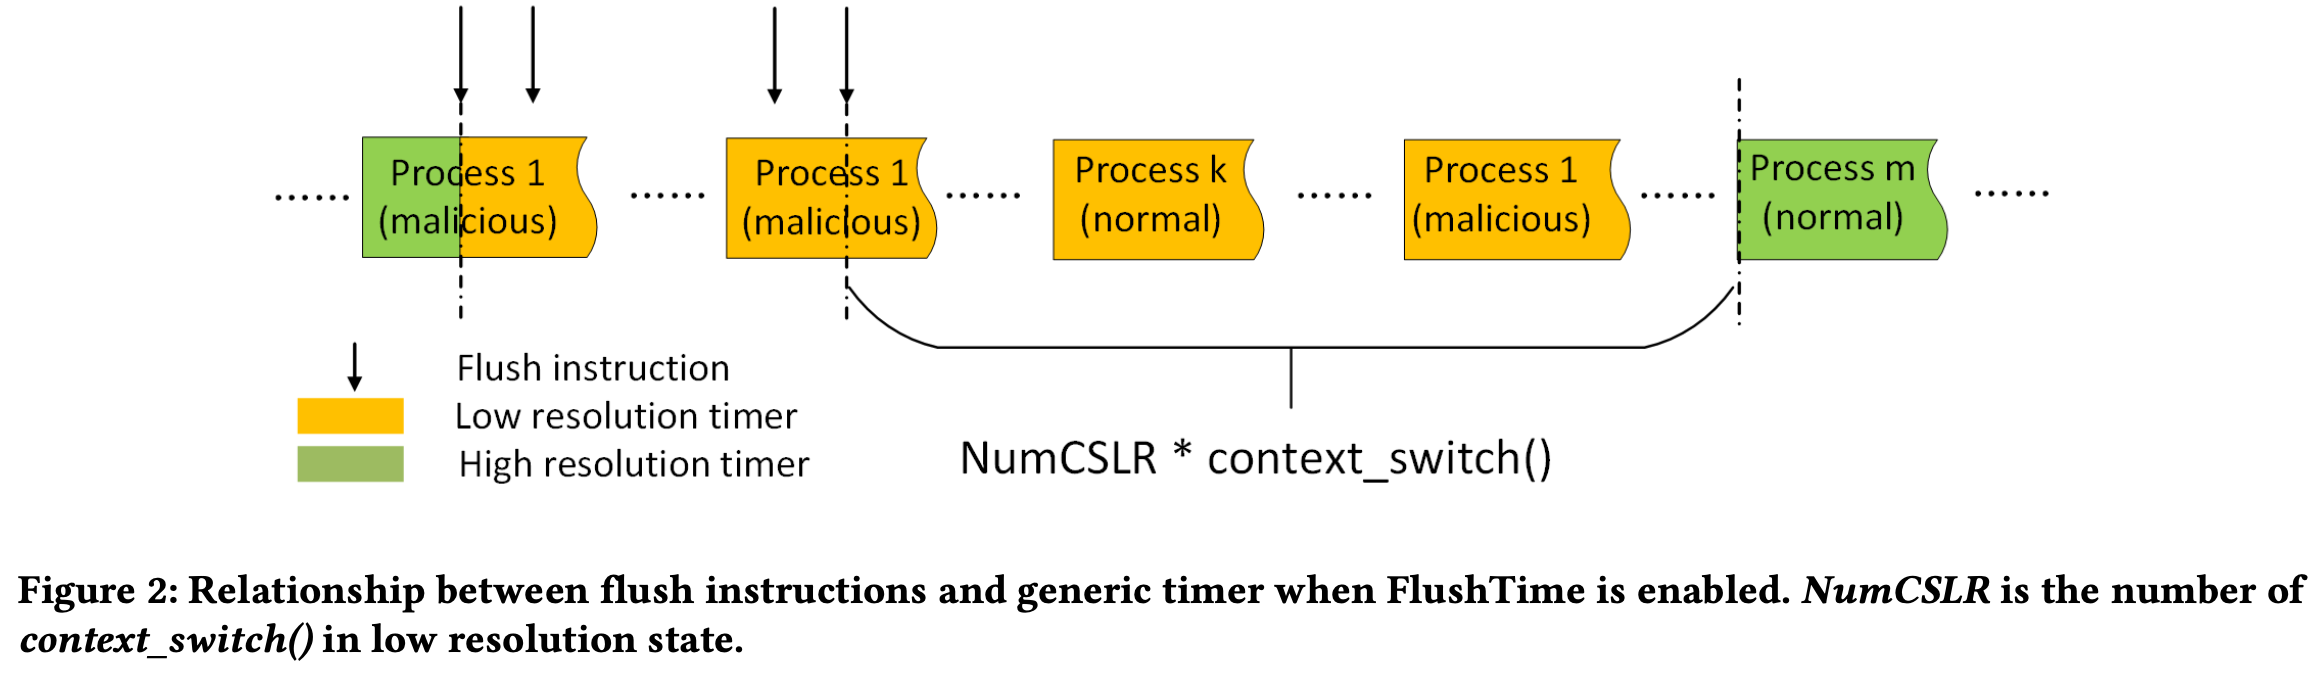 ...... Process 1 ...... Process 1 ...... Process k ...... Process 1 ...... Process m ......
(malicious) (malicious) (normal) (malicious) (normal)
Flush instruction
Low resolution timer
High resolution timer
NumCSLR * context_switch()
Figure 2: Relationship between flush instructions and generic timer when FlushTime is enabled. NumCSLR is the number of
context_switch() in low resolution state.